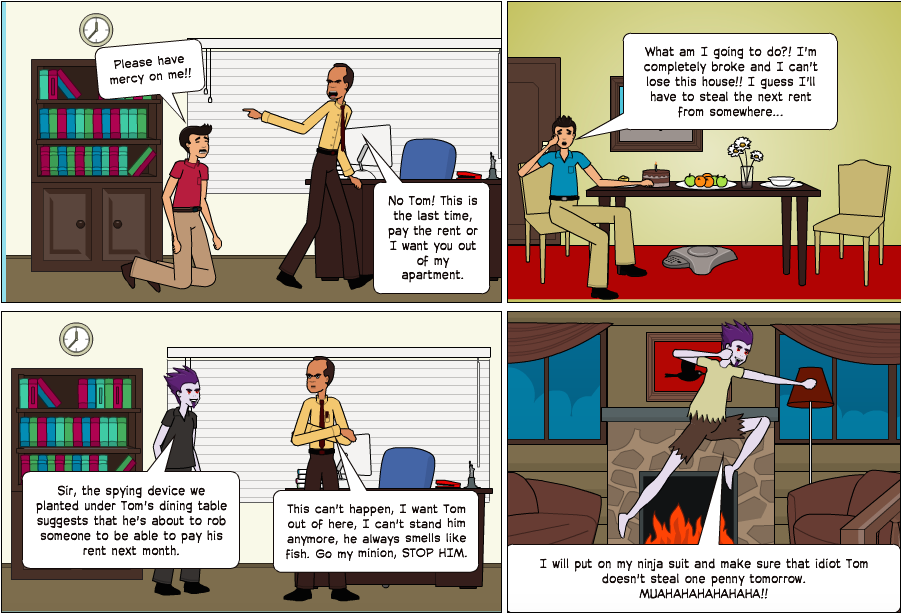 Please have
mercy on me!!
No Tom! This is
the last time,
pay the rent or
I want you out
of my
apartment.
What am I going to do?! I'm
completely broke and I can't
lose this house!! I guess I'll
have to steal the next rent
from somewhere...
Sir, the spying device we
planted under Tom's dining table
suggests that he's about to rob
someone to be able to pay his
rent next month.
This can't happen, I want Tom
out of here, I can't stand him
anymore, he always smells like
fish. Go my minion, STOP HIM.
I will put on my ninja suit and make sure that idiot Tom
doesn't steal one penny tomorrow.
MUAHAHAHAHAHAHA!!